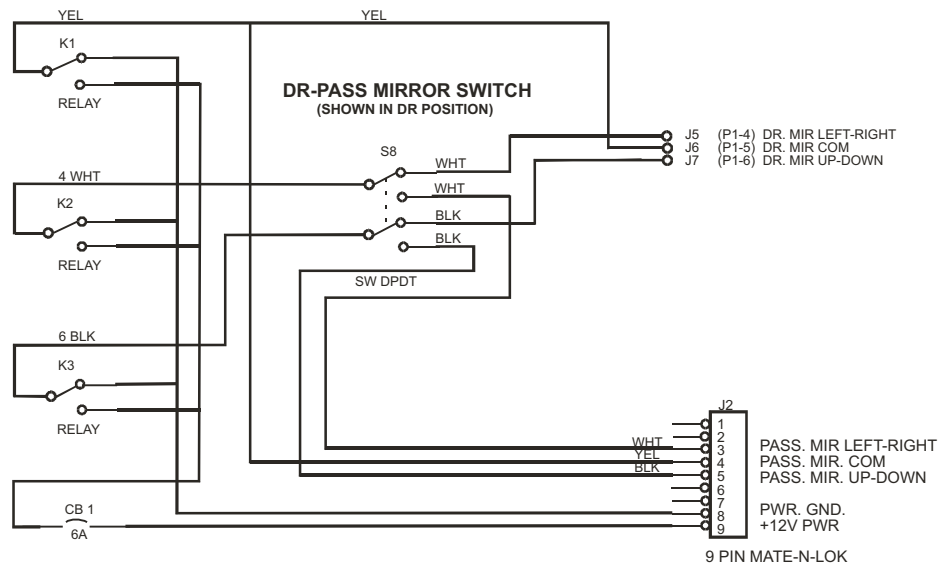 YEL
YEL
K1
RELAY
DR-PASS MIRROR SWITCH
(SHOWN IN DR POSITION)
J5 (P1-4) DR. MIR LEFT-RIGHT
J6 (P1-5) DR. MIR COM
J7 (P1-6) DR. MIR UP-DOWN
S8
WHT
WHT
BLK
BLK
SW DPDT
4 WHT
K2
RELAY
6 BLK
K3
RELAY
J2
1
2
WHT 3 PASS. MIR LEFT-RIGHT
YEL 4 PASS. MIR. COM
BLK 5 PASS. MIR. UP-DOWN
6
7
8 PWR. GND.
9 +12V PWR
CB 1
6A
9 PIN MATE-N-LOK